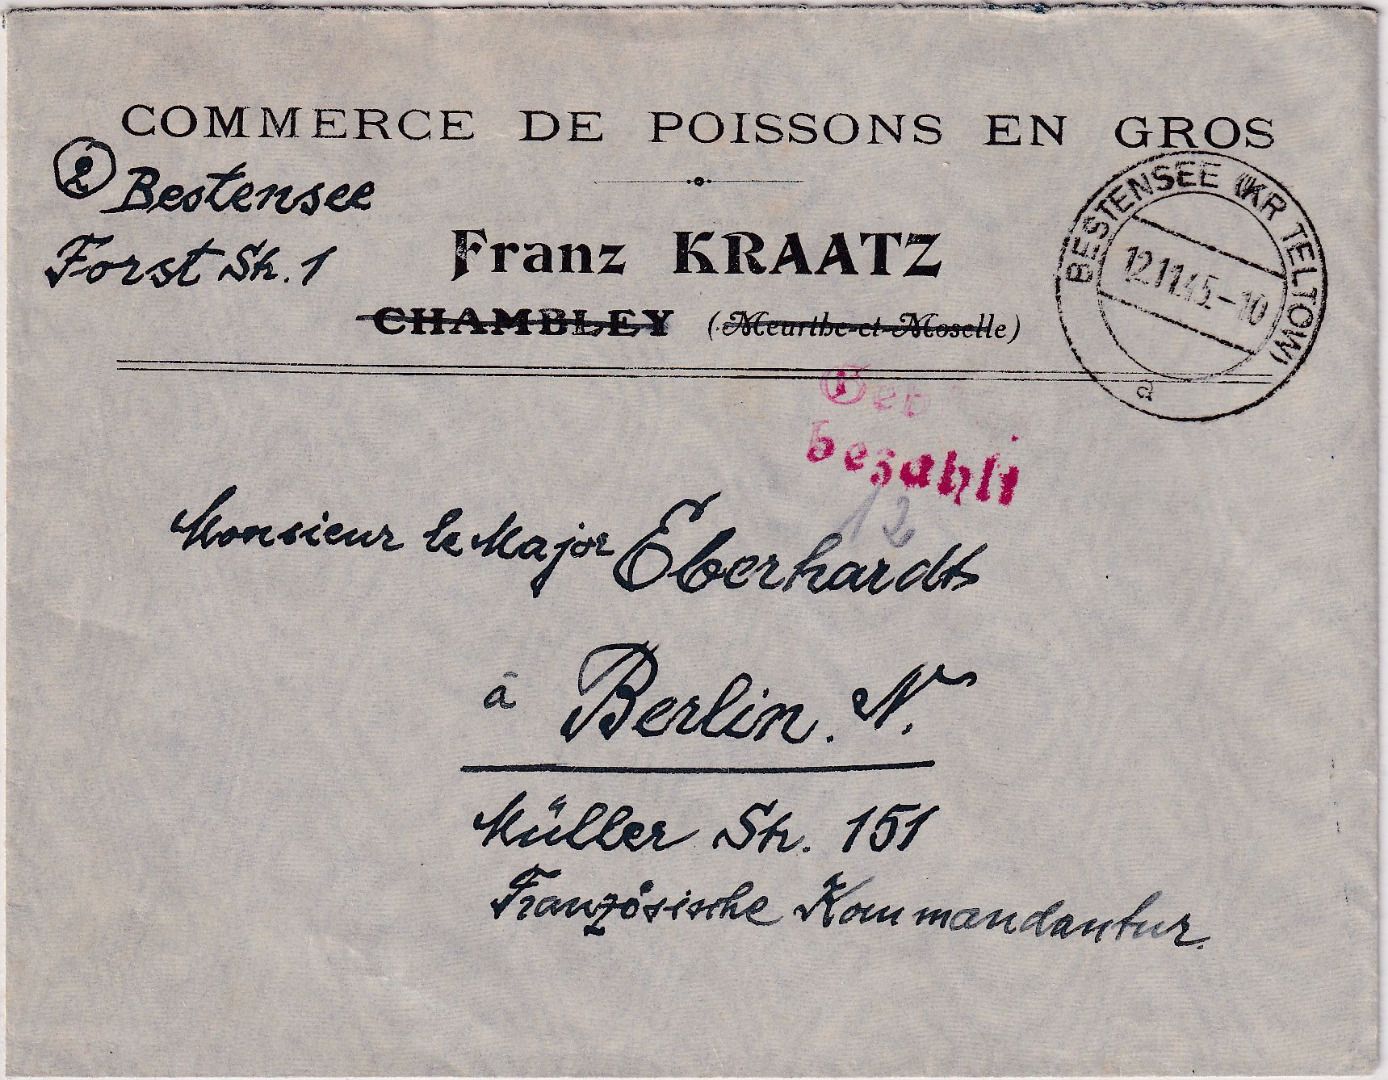 COMMERCE DE POISSONS EN GROS
② Bestensee
Forst Str. 1
Franz KRAATZ
CHAMBLEY (Meurthe-et-Moselle)
BESTENSEE (KR TELTOW)
12.11.45.-10
a
Geb
bezahlt
12
Monsieur le Major Eberhardt
à Berlin. N.
Müller Str. 151
Französische Kommandantur.